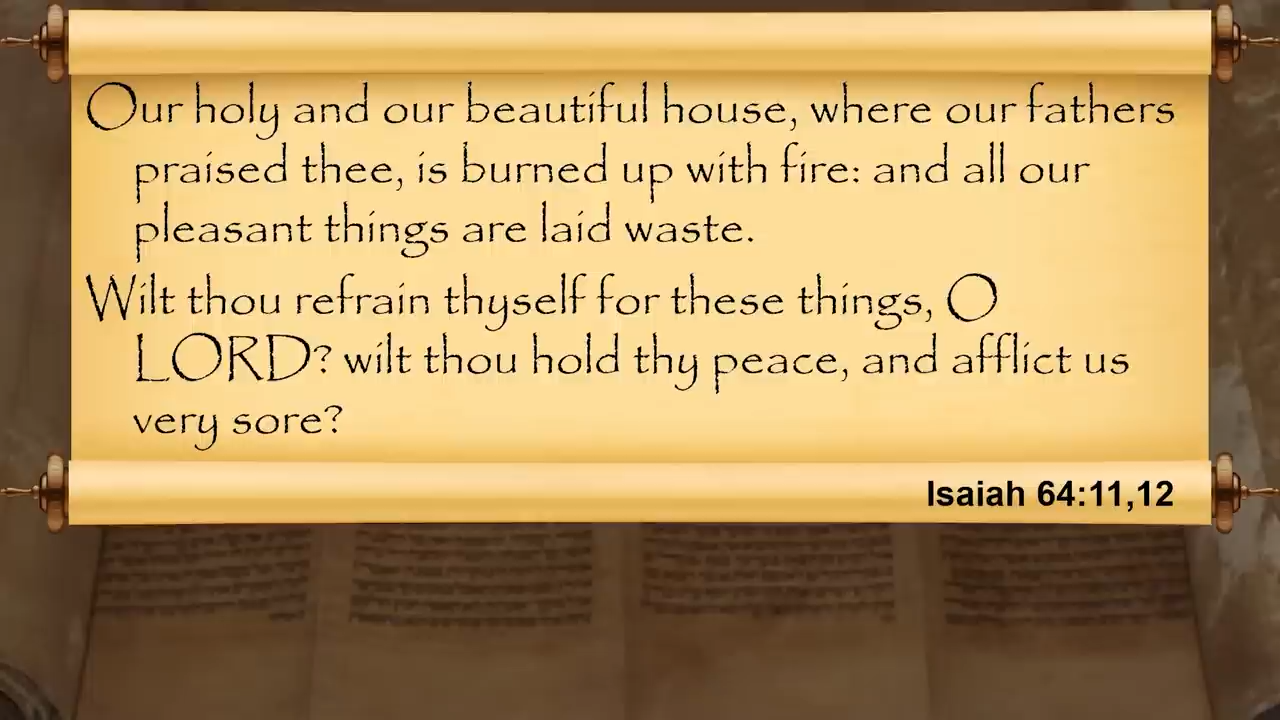 Our holy and our beautiful house, where our fathers
praised thee, is burned up with fire: and all our
pleasant things are laid waste.
Wilt thou refrain thyself for these things, O
LORD? wilt thou hold thy peace, and afflict us
very sore?
Isaiah 64:11,12